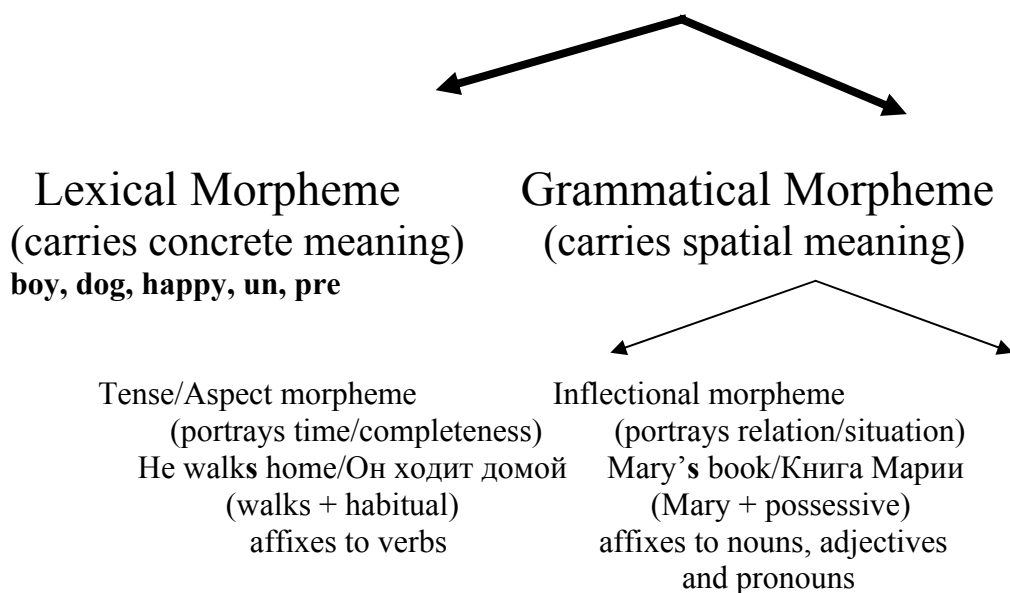 Lexical Morpheme
(carries concrete meaning)
boy, dog, happy, un, pre
Grammatical Morpheme
(carries spatial meaning)
Tense/Aspect morpheme
(portrays time/completeness)
He walks home/Он ходит домой
(walks + habitual)
affixes to verbs
Inflectional morpheme
(portrays relation/situation)
Mary’s book/Книга Марии
(Mary + possessive)
affixes to nouns, adjectives
and pronouns